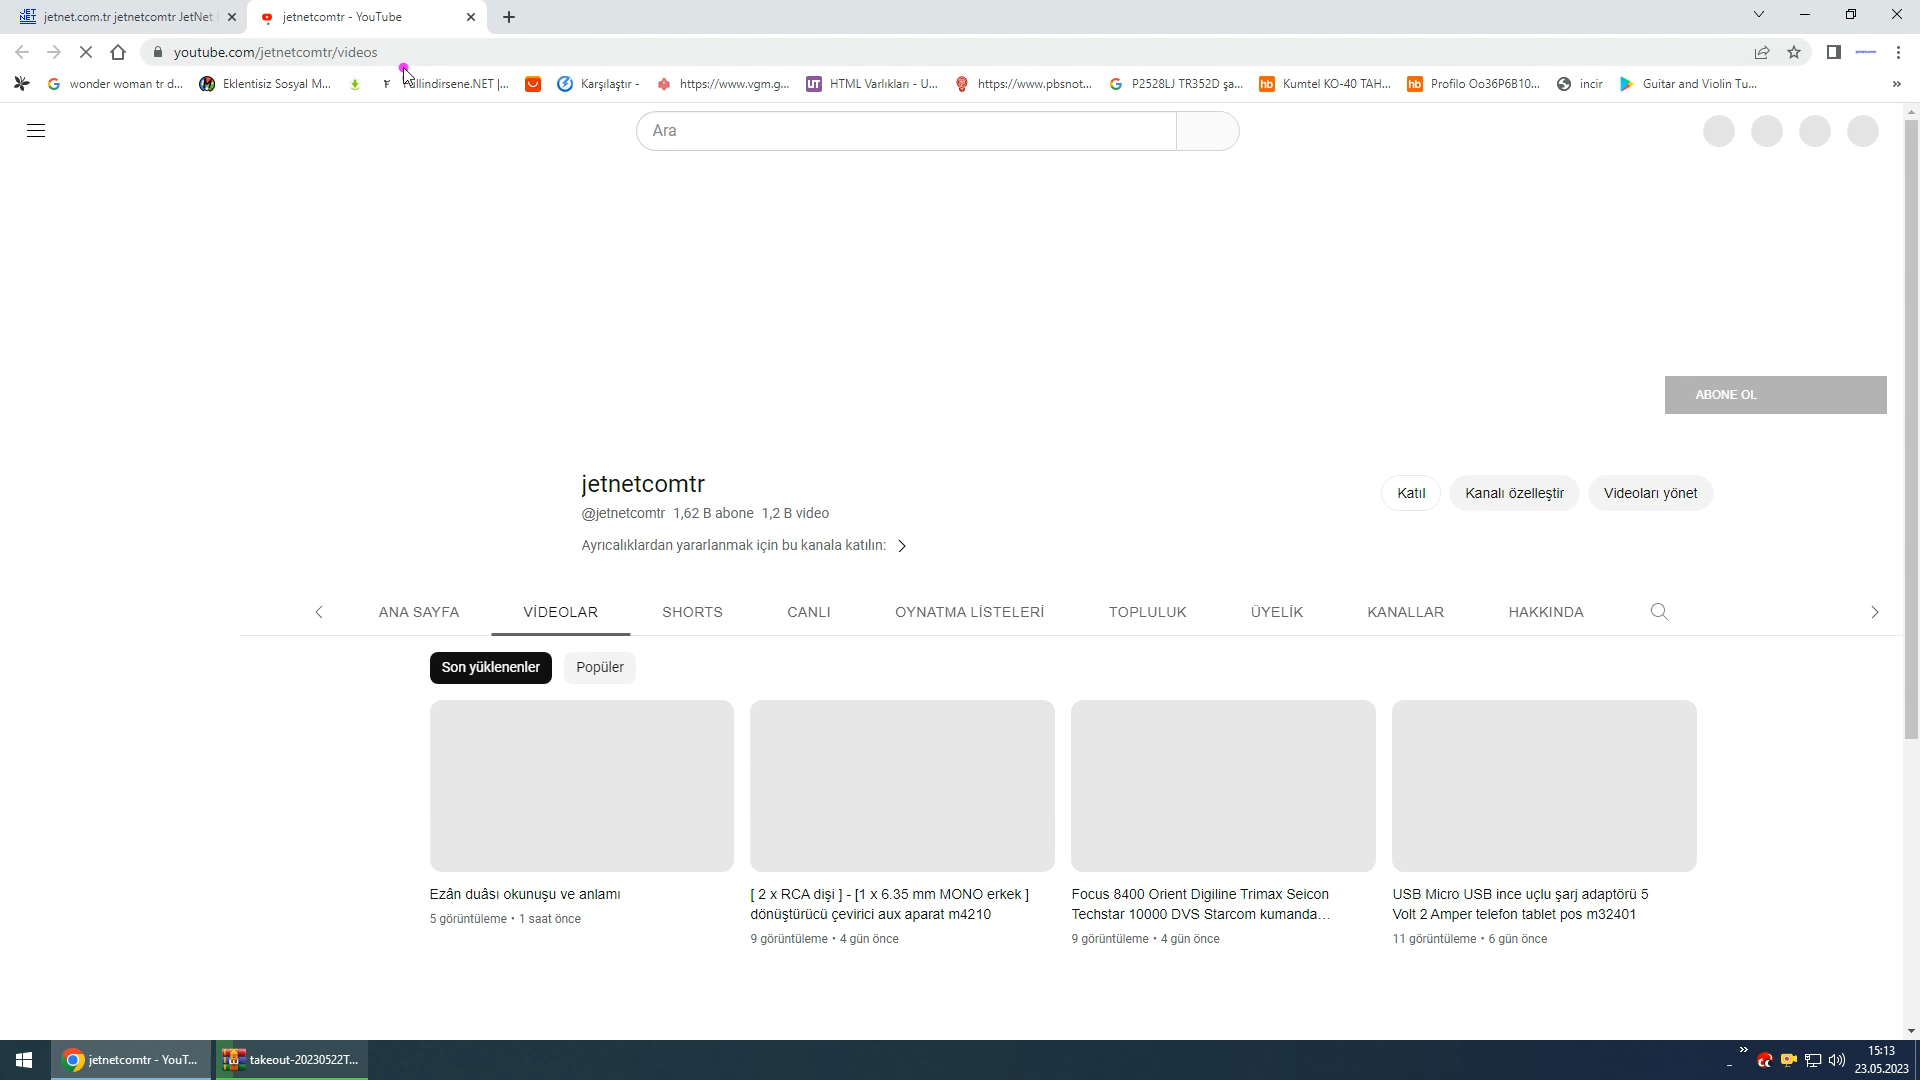 jetnet.com.tr jetnetcomtr JetNet
jetnetcomtr - YouTube
youtube.com/jetnetcomtr/videos
wonder woman tr d...
Eklentisiz Sosyal M...
llindirsene.NET |...
Karşılaştır -
https://www.vgm.g...
HTML Varlıkları - U...
https://www.pbsnot...
P2528LJ TR352D şa...
Kumtel KO-40 TAH...
Profilo Oo36P6B10...
incir
Guitar and Violin Tu...
Ara
ABONE OL
jetnetcomtr
@jetnetcomtr 1,62 B abone 1,2 B video
Ayrıcalıklardan yararlanmak için bu kanala katılın:
Katıl
Kanalı özelleştir
Videoları yönet
ANA SAYFA
VİDEOLAR
SHORTS
CANLI
OYNATMA LİSTELERİ
TOPLULUK
ÜYELİK
KANALLAR
HAKKINDA
Son yüklenenler
Popüler
Ezân duâsı okunuşu ve anlamı
5 görüntüleme • 1 saat önce
[ 2 x RCA dişi ] - [1 x 6.35 mm MONO erkek ]
dönüştürücü çevirici aux aparat m4210
9 görüntüleme • 4 gün önce
Focus 8400 Orient Digiline Trimax Seicon
Techstar 10000 DVS Starcom kumanda...
9 görüntüleme • 4 gün önce
USB Micro USB ince uçlu şarj adaptörü 5
Volt 2 Amper telefon tablet pos m32401
11 görüntüleme • 6 gün önce
jetnetcomtr - YouT...
takeout-20230522T...
15:13
23.05.2023